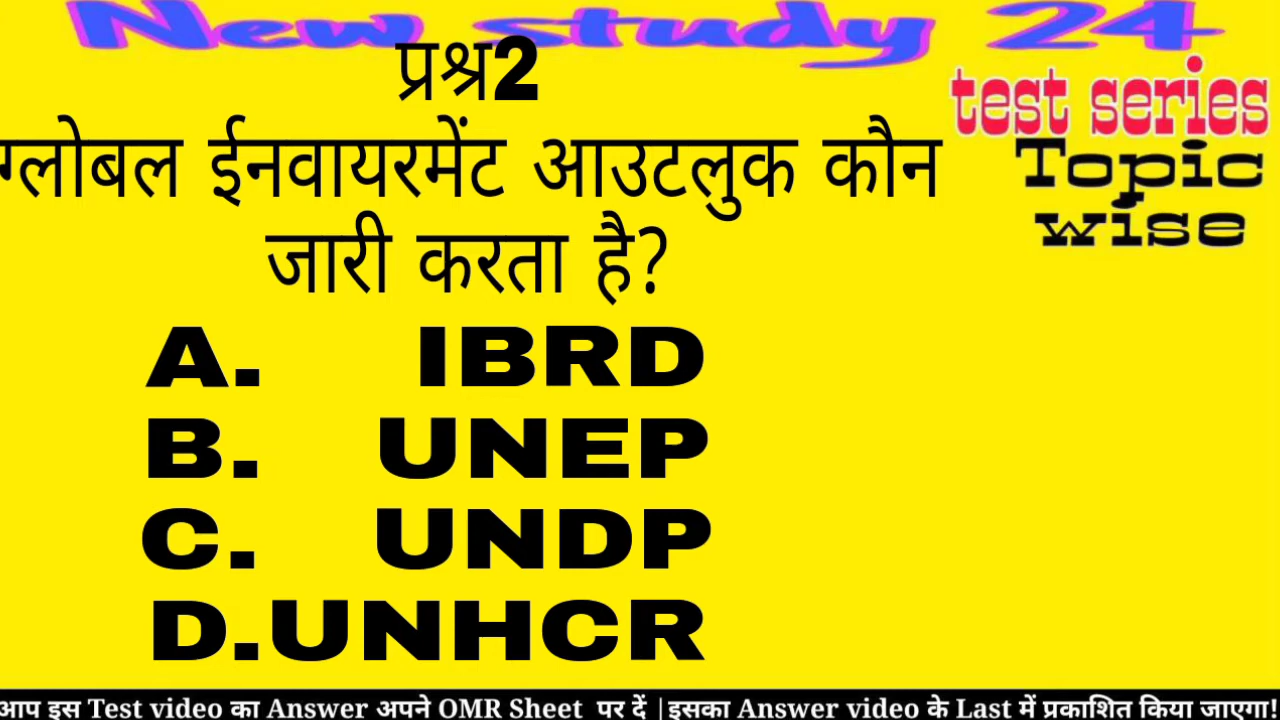 New study 24
प्रश्न2
test series
Topic
wise
ग्लोबल ईनवायरमेंट आउटलुक कौन
जारी करता है?
A. IBRD
B. UNEP
C. UNDP
D.UNHCR
आप इस Test video का Answer अपने OMR Sheet पर दें |इसका Answer video के Last में प्रकाशित किया जाएगा!